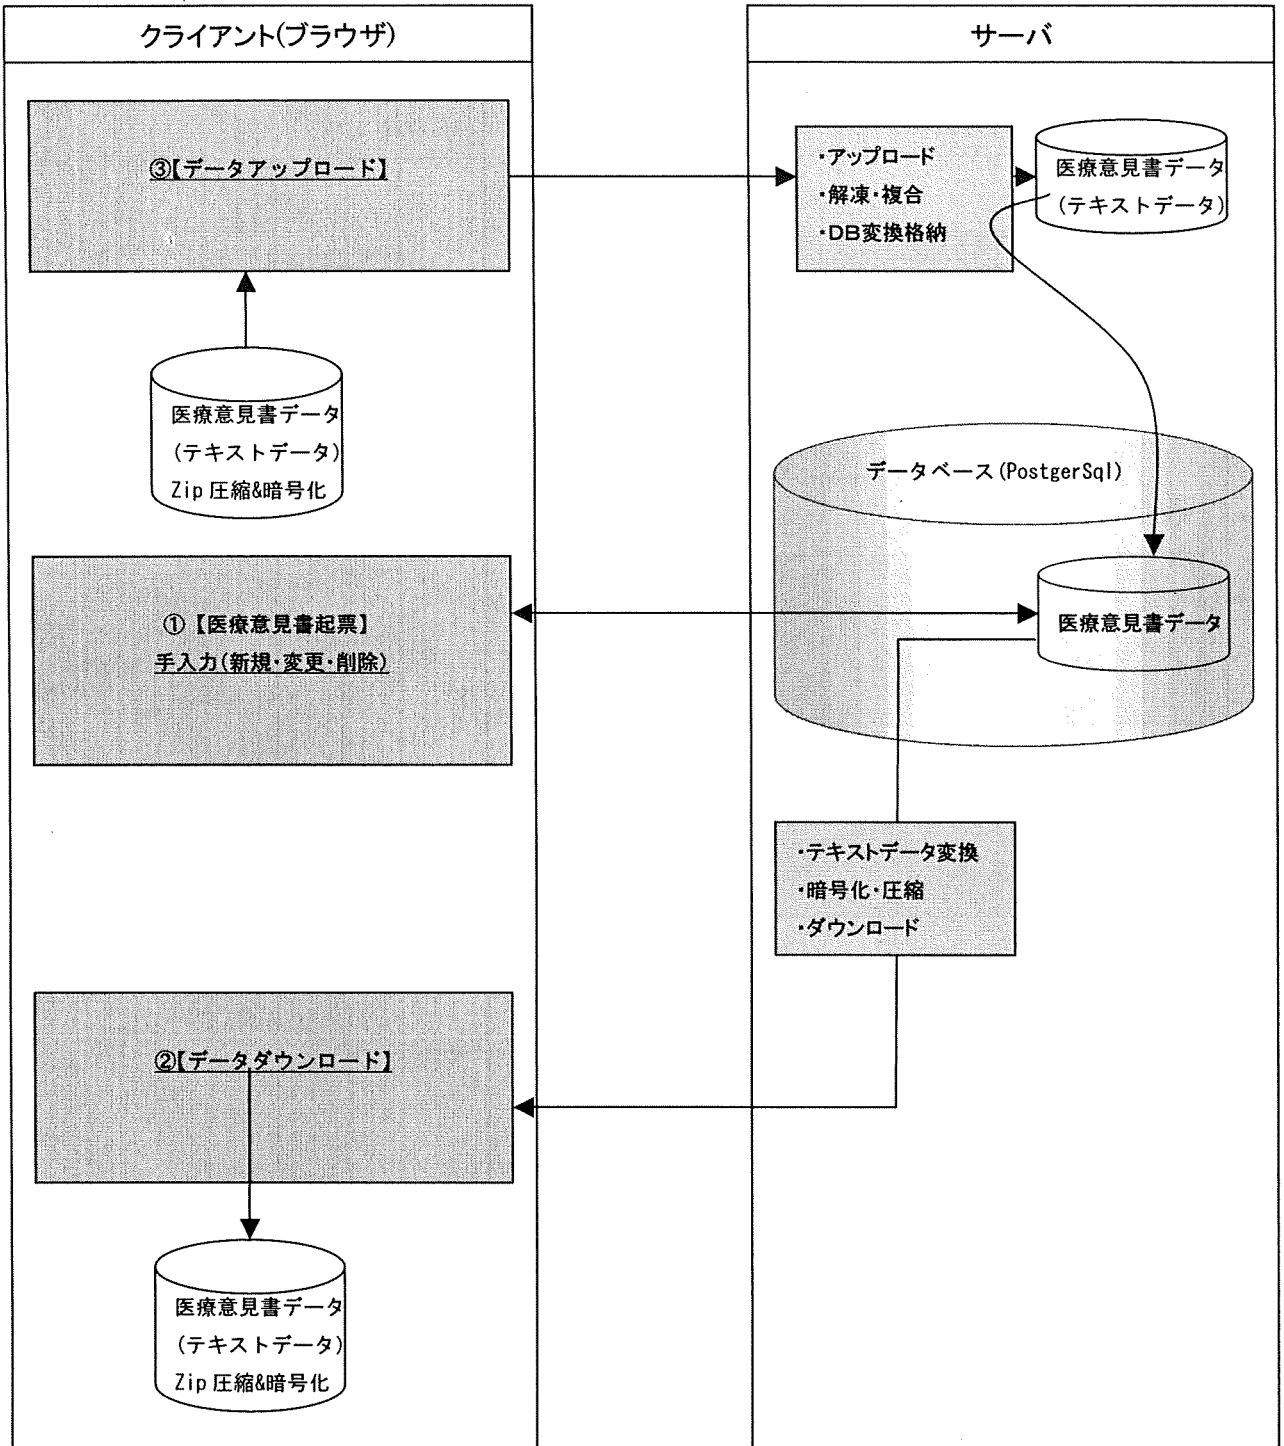 クライアント(ブラウザ)
サーバ
③【データアップロード】
・アップロード
・解凍・複合
・DB変換格納
医療意見書データ
(テキストデータ)
医療意見書データ
(テキストデータ)
Zip 圧縮&暗号化
データベース(PostgerSql)
①【医療意見書起票】
手入力(新規・変更・削除)
医療意見書データ
・テキストデータ変換
・暗号化・圧縮
・ダウンロード
②【データダウンロード】
医療意見書データ
(テキストデータ)
Zip 圧縮&暗号化